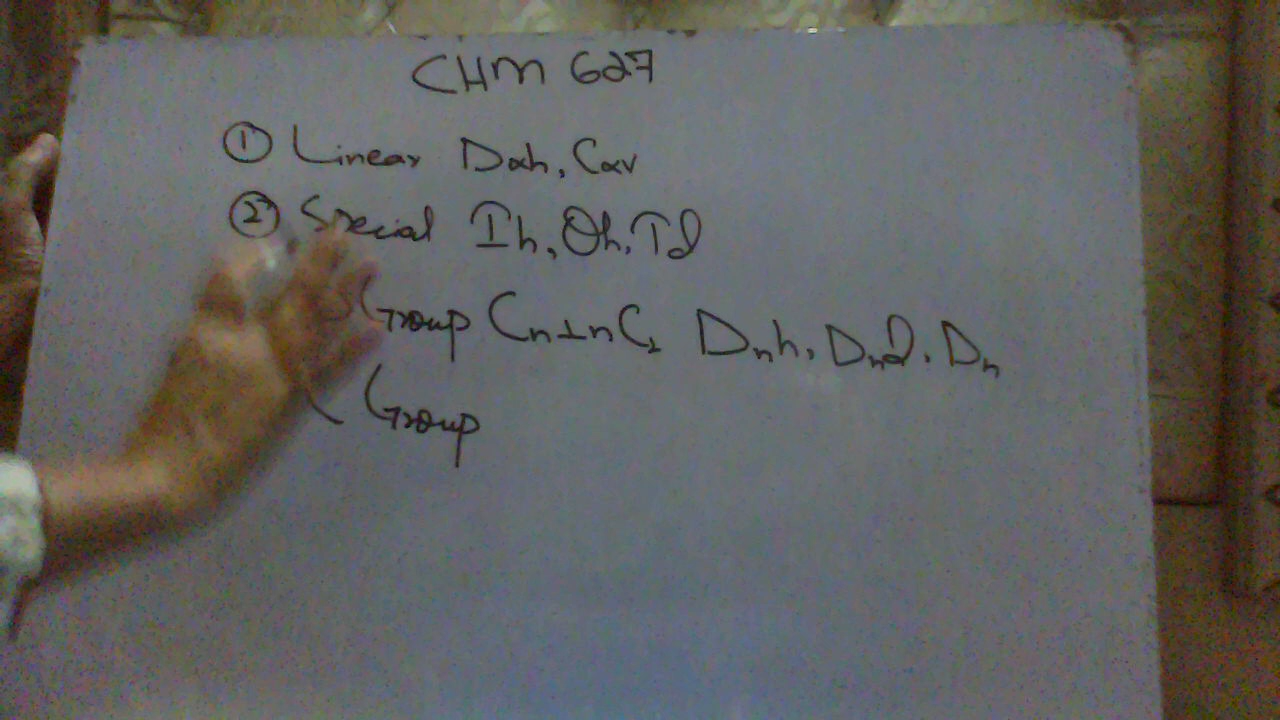 CHM 627
① Linear D∝h, C∝v
② Special Ih, Oh, Td
Group Cn⊥nC₂ Dnh, Dnd, Dn
Group